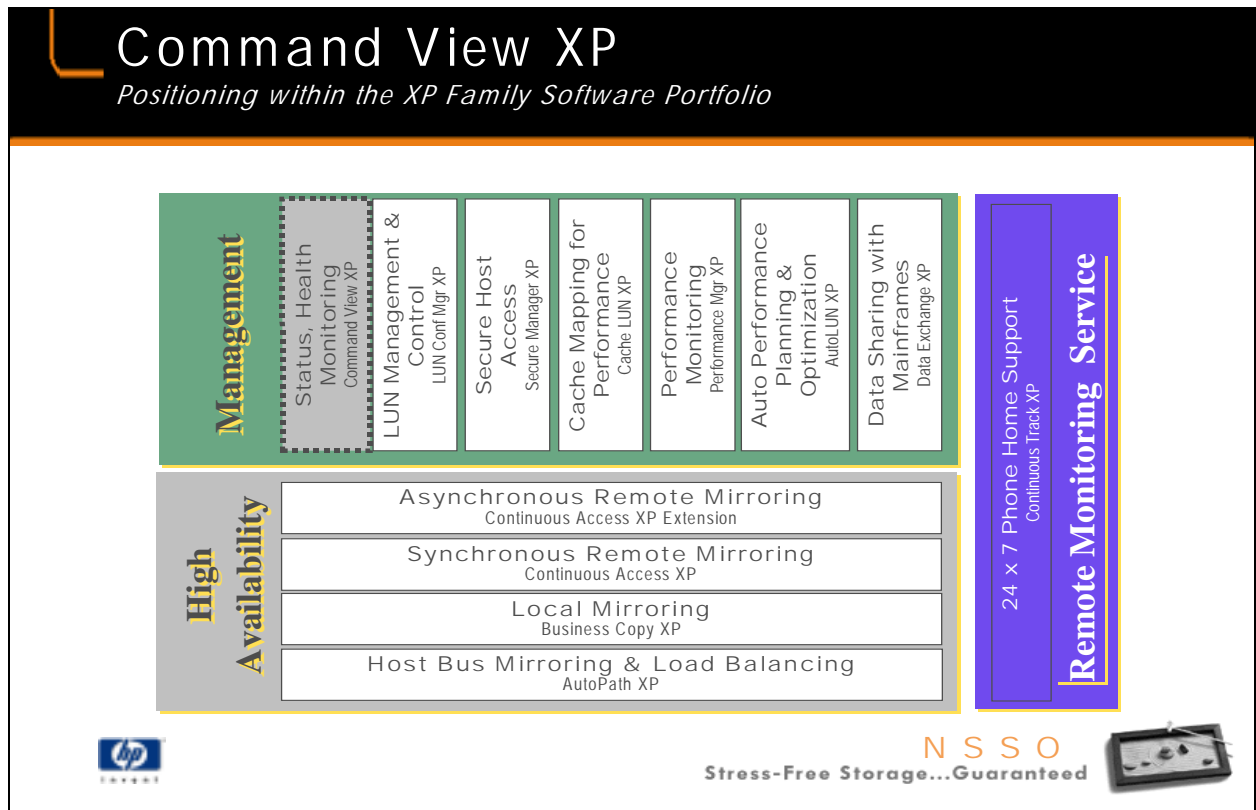 Command View XP
Positioning within the XP Family Software Portfolio
Management
Status, Health
Monitoring
Command View XP
LUN Management &
Control
LUN Conf Mgr XP
Secure Host
Access
Secure Manager XP
Cache Mapping for
Performance
Cache LUN XP
Performance
Monitoring
Performance Mgr XP
Auto Performance
Planning &
Optimization
AutoLUN XP
Data Sharing with
Mainframes
Data Exchange XP
High
Availability
Asynchronous Remote Mirroring
Continuous Access XP Extension
Synchronous Remote Mirroring
Continuous Access XP
Local Mirroring
Business Copy XP
Host Bus Mirroring & Load Balancing
AutoPath XP
24 x 7 Phone Home Support
Continuous Track XP
Remote Monitoring Service
hp
invent
NSSO
Stress-Free Storage...Guaranteed